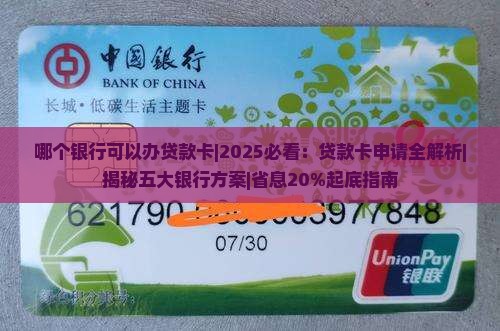 中国银行
BANK OF CHINA
长城·低碳生活主题卡
哪个银行可以办贷款卡|2025必看：贷款卡申请全解析|
揭秘五大银行方案|省息20%起底指南
621790 977848
07/30
UnionPay
银联